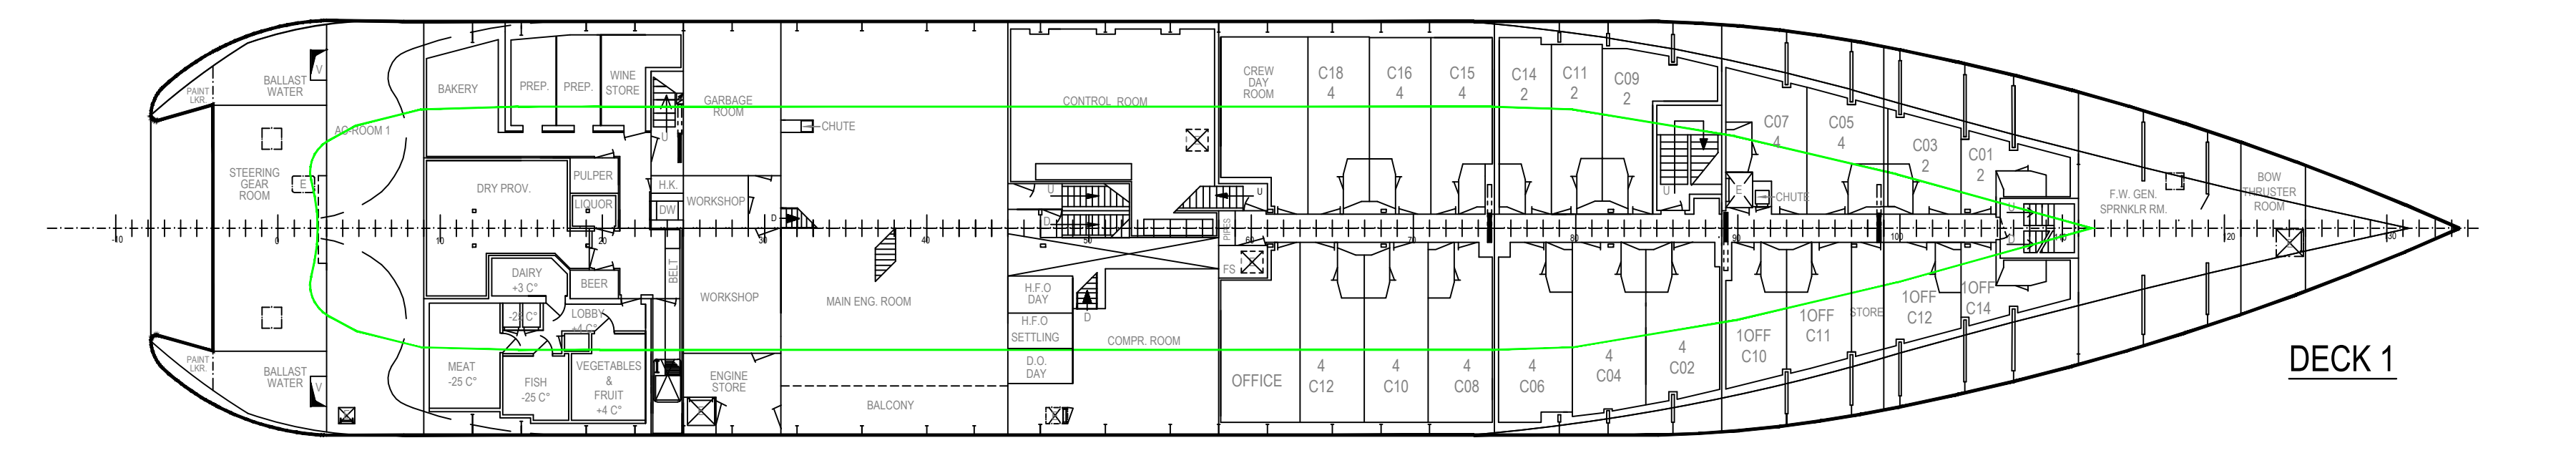 BALLAST
WATER
V
PAINT
LKR.
AC-ROOM 1
STEERING
GEAR
ROOM
E
BAKERY
PREP.
PREP.
WINE
STORE
U
GARBAGE
ROOM
CHUTE
DRY PROV.
PULPER
LIQUOR
H.K.
DW
WORKSHOP
D
CONTROL ROOM
U
D
U
CREW
DAY
ROOM
C18
4
C16
4
C15
4
C14
2
C11
2
C09
2
U
C07
4
C05
4
C03
2
C01
2
E
CHUTE
U
D
F.W. GEN.
SPRNKLR RM.
BOW
THRUSTER
ROOM
-10
0
10
20
30
40
50
60
70
80
90
100
120
130
DAIRY
+3 C°
BEER
BELT
LOBBY
+4 C°
MEAT
-25 C°
FISH
-25 C°
VEGETABLES
&
FRUIT
+4 C°
WORKSHOP
ENGINE
STORE
MAIN ENG. ROOM
BALCONY
H.F.O
DAY
H.F.O
SETTLING
D.O.
DAY
D
COMPR. ROOM
PIPES
FS
OFFICE
4
C12
4
C10
4
C08
4
C06
4
C04
4
C02
1OFF
C10
1OFF
C11
STORE
1OFF
C12
1OFF
C14
PAINT
LKR.
BALLAST
WATER
V
DECK 1